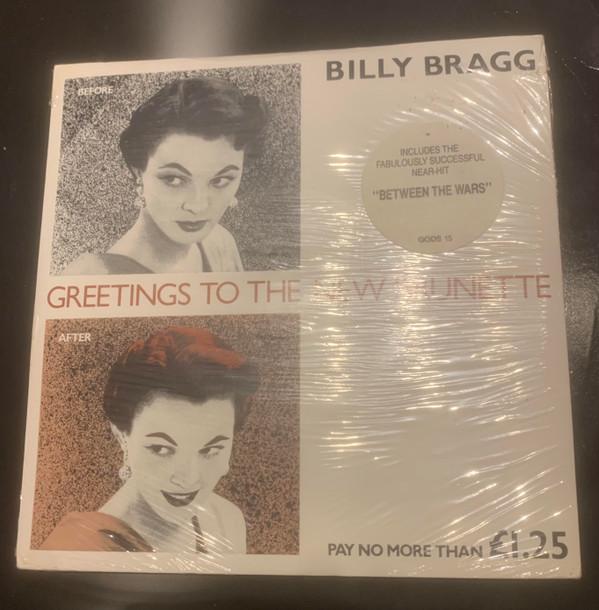 BILLY BRAGG
BEFORE
INCLUDES THE
FABULOUSLY SUCCESSFUL
NEAR-HIT
"BETWEEN THE WARS"
GODS 15
GREETINGS TO THE NEW BRUNETTE
AFTER
PAY NO MORE THAN £1.25